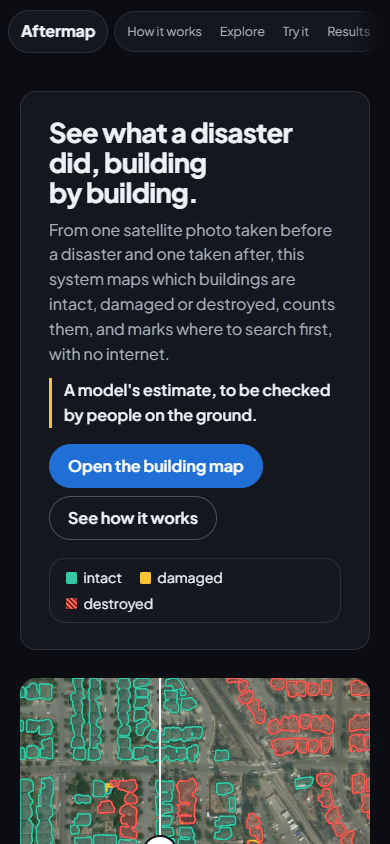 Aftermap
How it works Explore Try it Results
See what a disaster
did, building
by building.
From one satellite photo taken before
a disaster and one taken after, this
system maps which buildings are
intact, damaged or destroyed, counts
them, and marks where to search first,
with no internet.
A model's estimate, to be checked
by people on the ground.
Open the building map
See how it works
intact damaged
destroyed